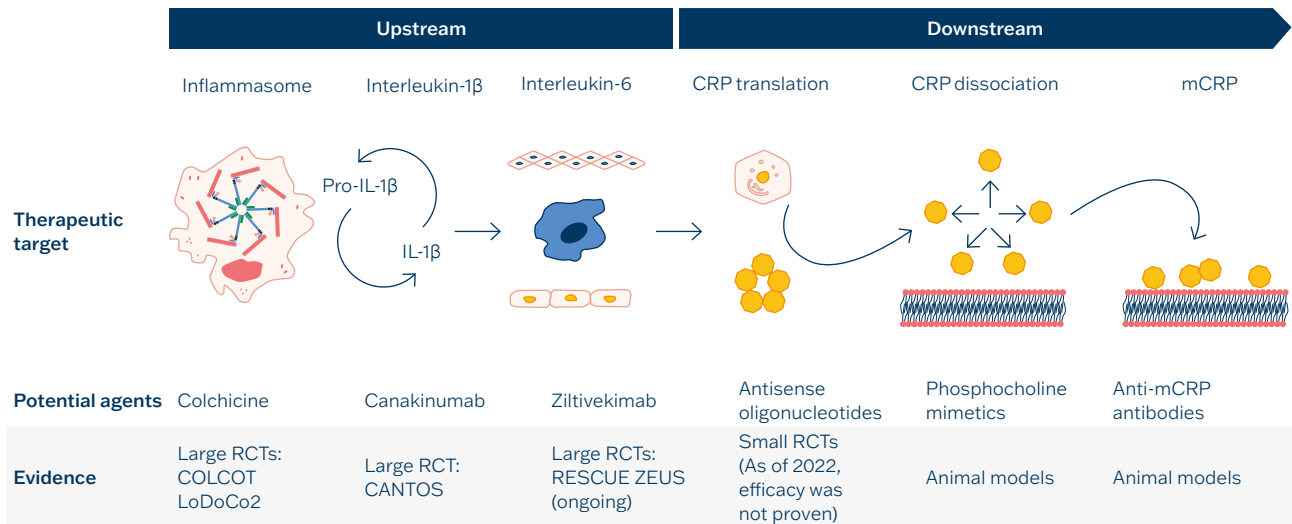 Upstream
Downstream
Inflammasome
Interleukin-1β
Interleukin-6
CRP translation
CRP dissociation
mCRP
Therapeutic
target
Pro-IL-1β
IL-1β
Potential agents
Colchicine
Canakinumab
Ziltivekimab
Antisense
oligonucleotides
Phosphocholine
mimetics
Anti-mCRP
antibodies
Evidence
Large RCTs:
COLCOT
LoDoCo2
Large RCT:
CANTOS
Large RCTs:
RESCUE ZEUS
(ongoing)
Small RCTs
(As of 2022,
efficacy was
not proven)
Animal models
Animal models